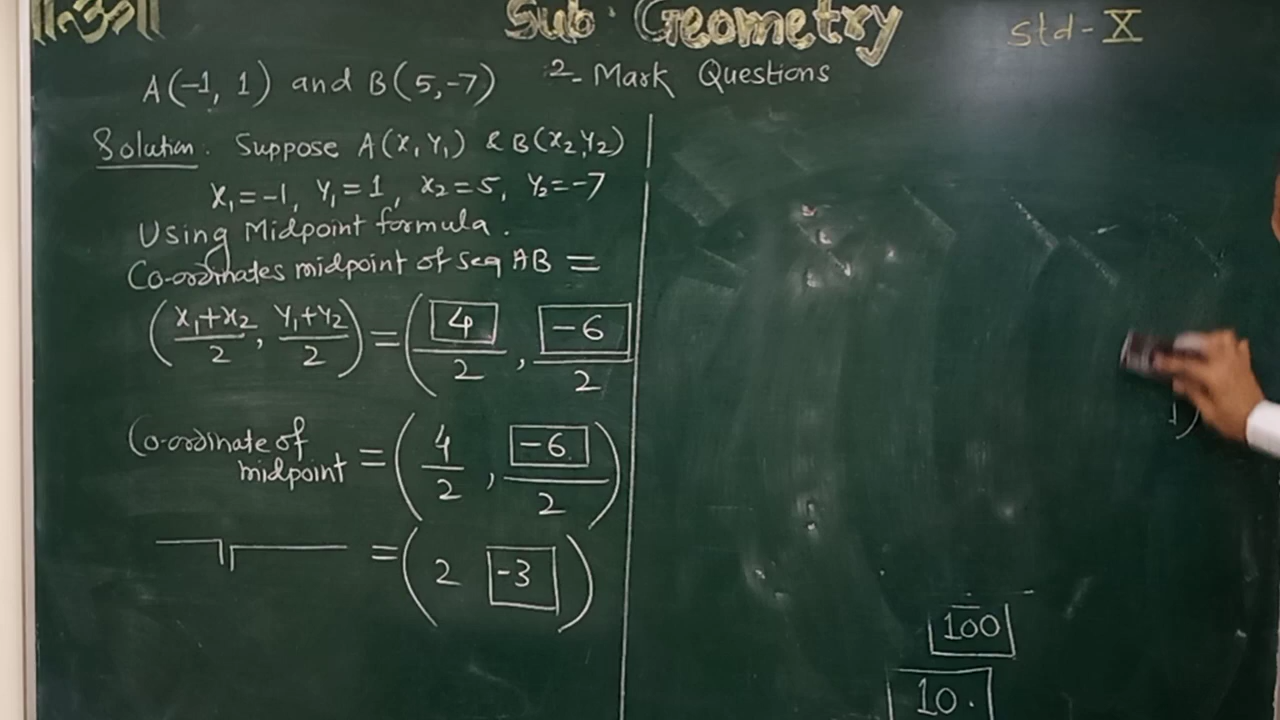 ॥ॐ॥
Sub. Geometry
std-X
A(-1, 1) and B(5,-7) 2-Mark Questions
Solution. Suppose A(x₁Y₁) & B(x₂,Y₂)
x₁=-1, Y₁=1, x₂=5, Y₂=-7
Using Midpoint formula.
Co-ordinates midpoint of seg AB =
(x₁+x₂/2, Y₁+Y₂/2) = (4/2, -6/2
Co-ordinate of
midpoint = (4/2, -6/2)
= (2 -3)
1)
100
10.